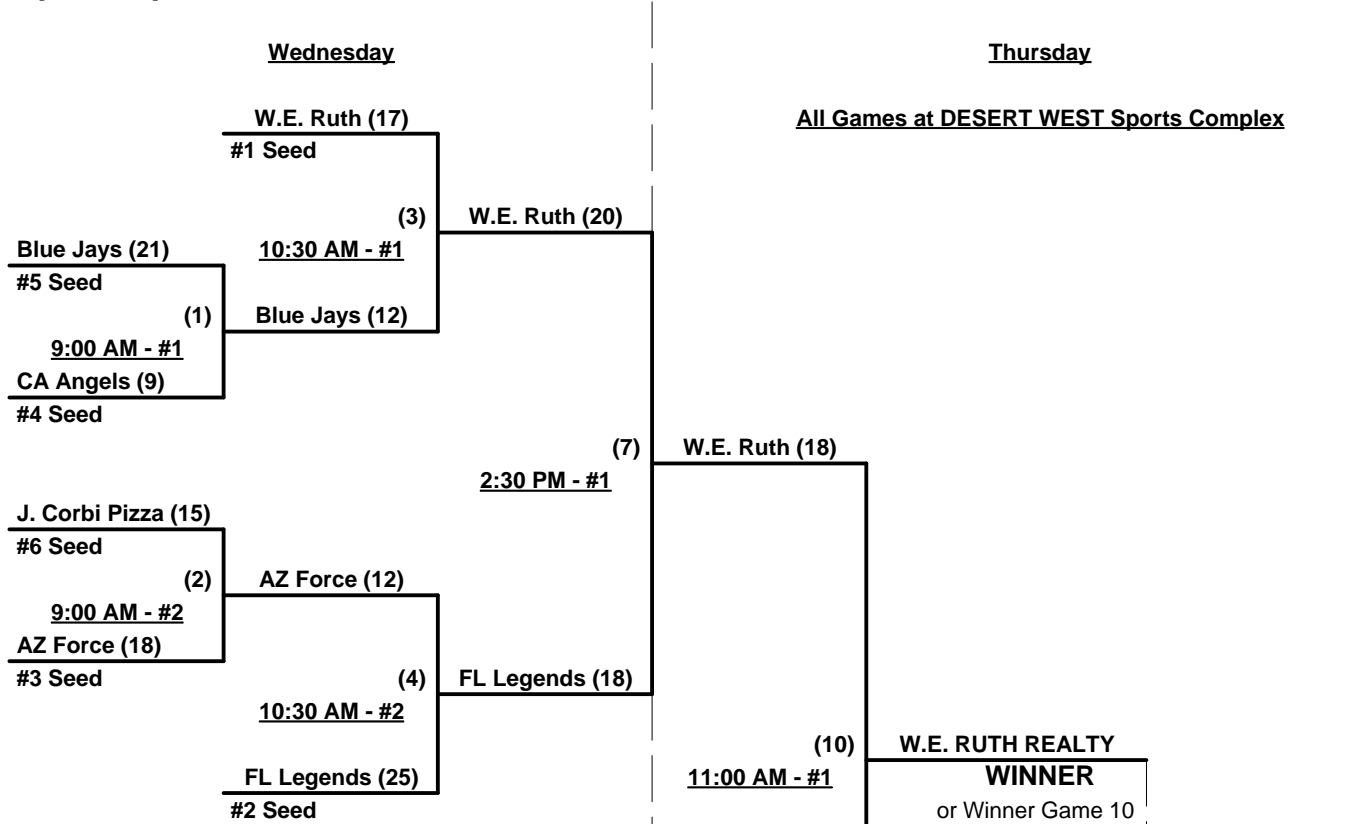 Wednesday
Thursday
W.E. Ruth (17)
All Games at DESERT WEST Sports Complex
#1 Seed
(3)
W.E. Ruth (20)
Blue Jays (21)
10:30 AM - #1
#5 Seed
(1)
Blue Jays (12)
9:00 AM - #1
CA Angels (9)
#4 Seed
(7)
W.E. Ruth (18)
2:30 PM - #1
J. Corbi Pizza (15)
#6 Seed
(2)
AZ Force (12)
9:00 AM - #2
AZ Force (18)
#3 Seed
(4)
FL Legends (18)
10:30 AM - #2
(10)
W.E. RUTH REALTY
FL Legends (25)
11:00 AM - #1
WINNER
#2 Seed
or Winner Game 10